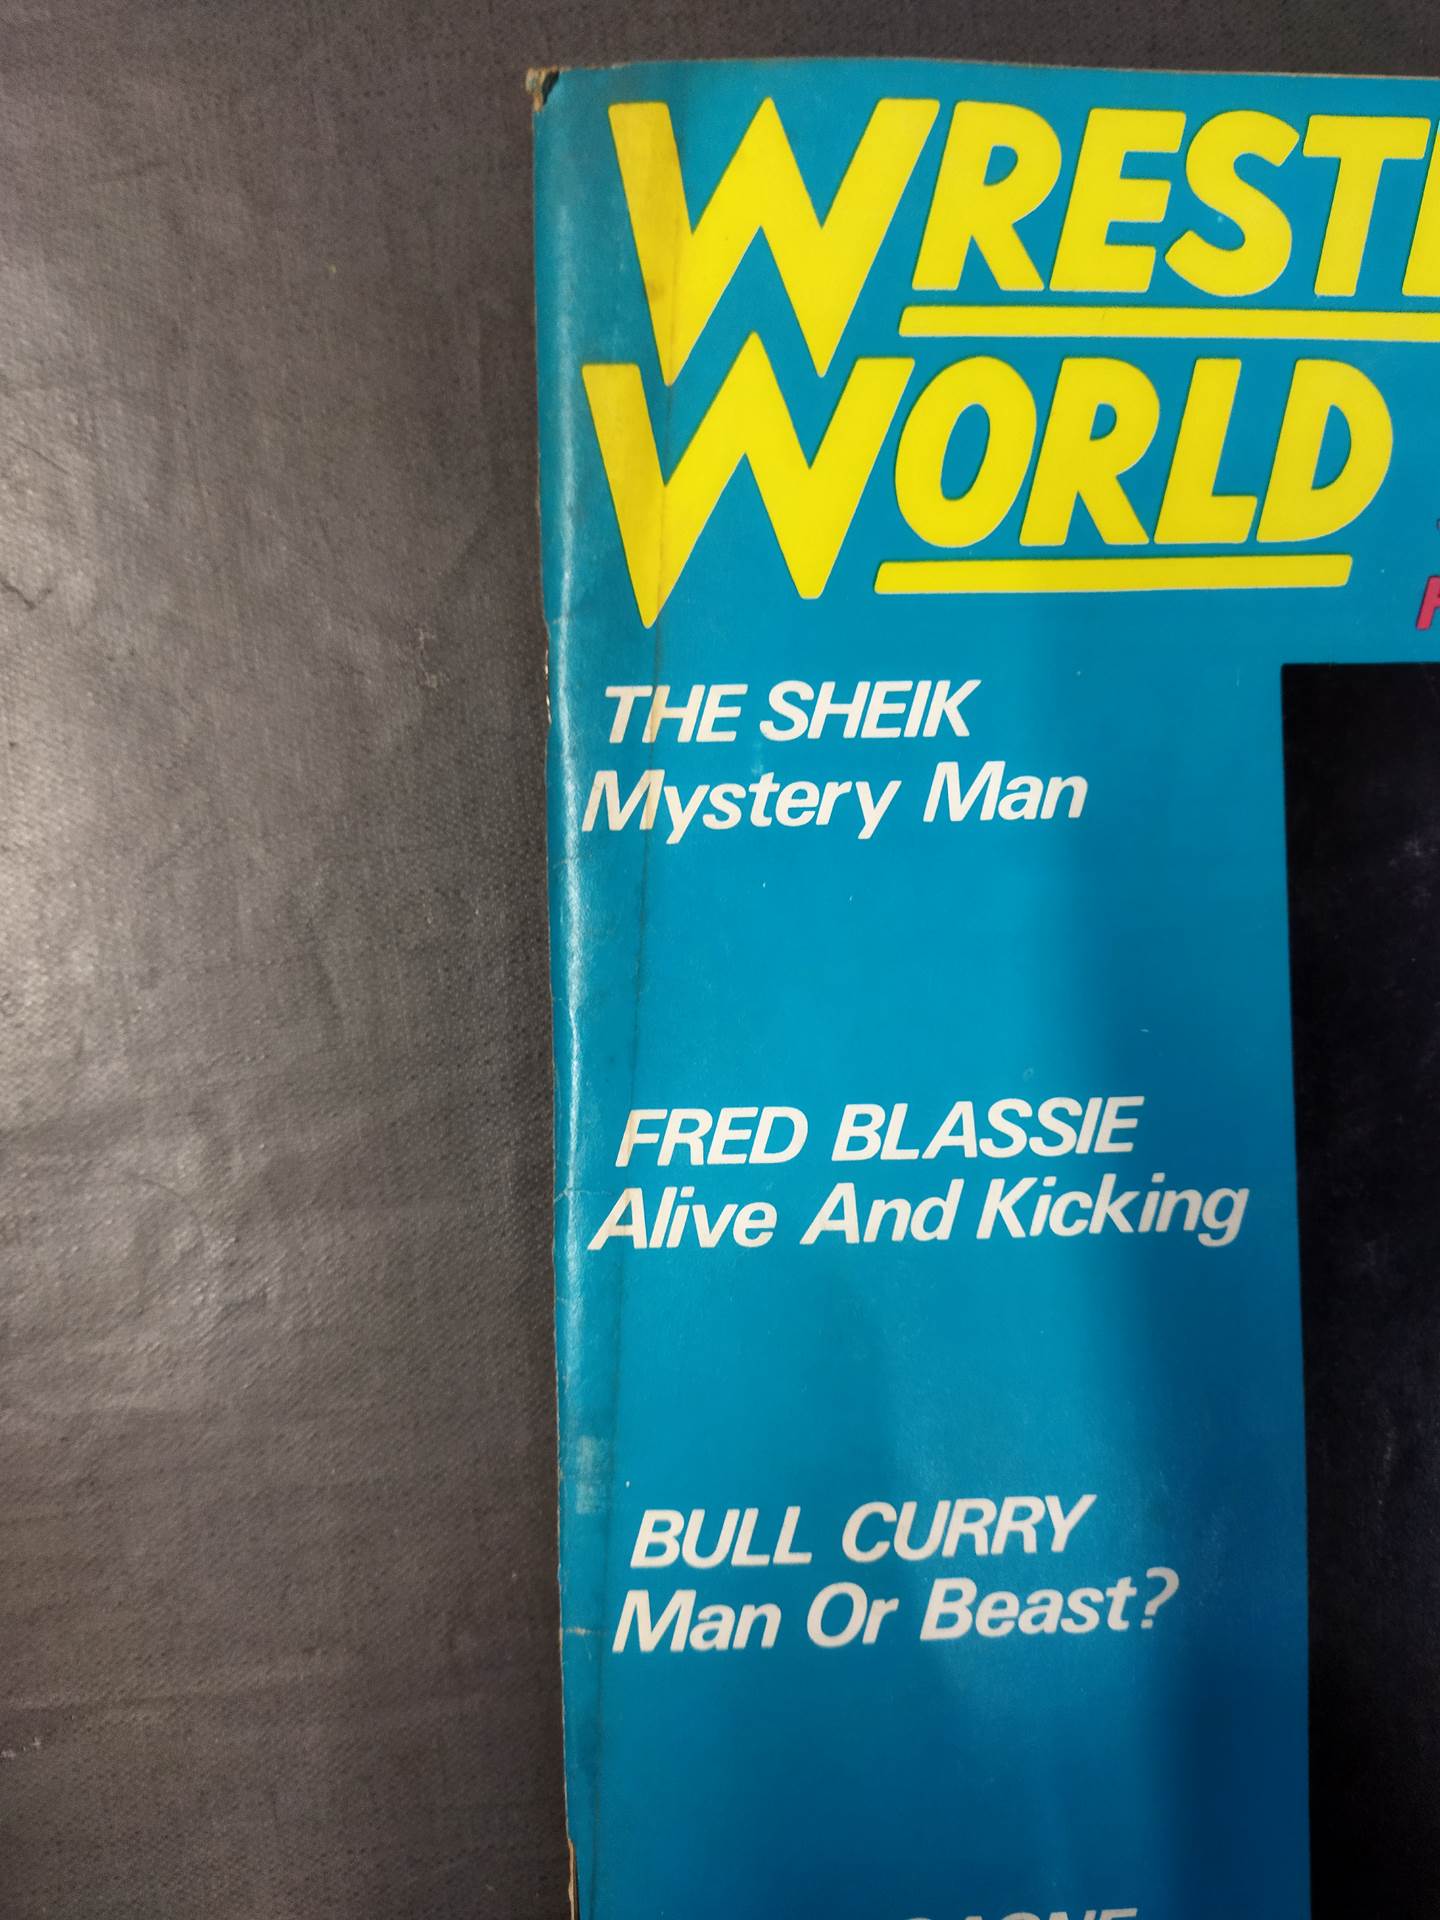 WREST
WORLD
THE SHEIK
Mystery Man
FRED BLASSIE
Alive And Kicking
BULL CURRY
Man Or Beast?